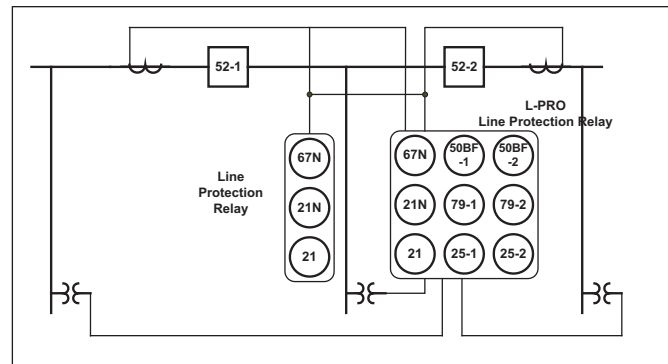 52-1
52-2
L-PRO
Line Protection Relay
Line
Protection
Relay
67N
21N
21
67N
50BF
-1
50BF
-2
21N
79-1
79-2
21
25-1
25-2